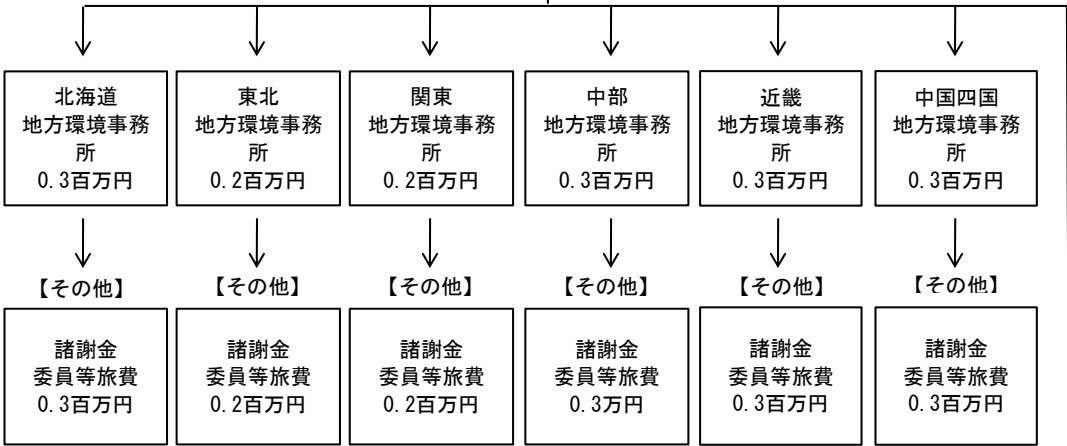 北海道
地方環境事務
所
0.3百万円
東北
地方環境事務
所
0.2百万円
関東
地方環境事務
所
0.2百万円
中部
地方環境事務
所
0.3百万円
近畿
地方環境事務
所
0.3百万円
中国四国
地方環境事務
所
0.3百万円
【その他】
【その他】
【その他】
【その他】
【その他】
【その他】
諸謝金
委員等旅費
0.3百万円
諸謝金
委員等旅費
0.2百万円
諸謝金
委員等旅費
0.2百万円
諸謝金
委員等旅費
0.3万円
諸謝金
委員等旅費
0.3百万円
諸謝金
委員等旅費
0.3百万円